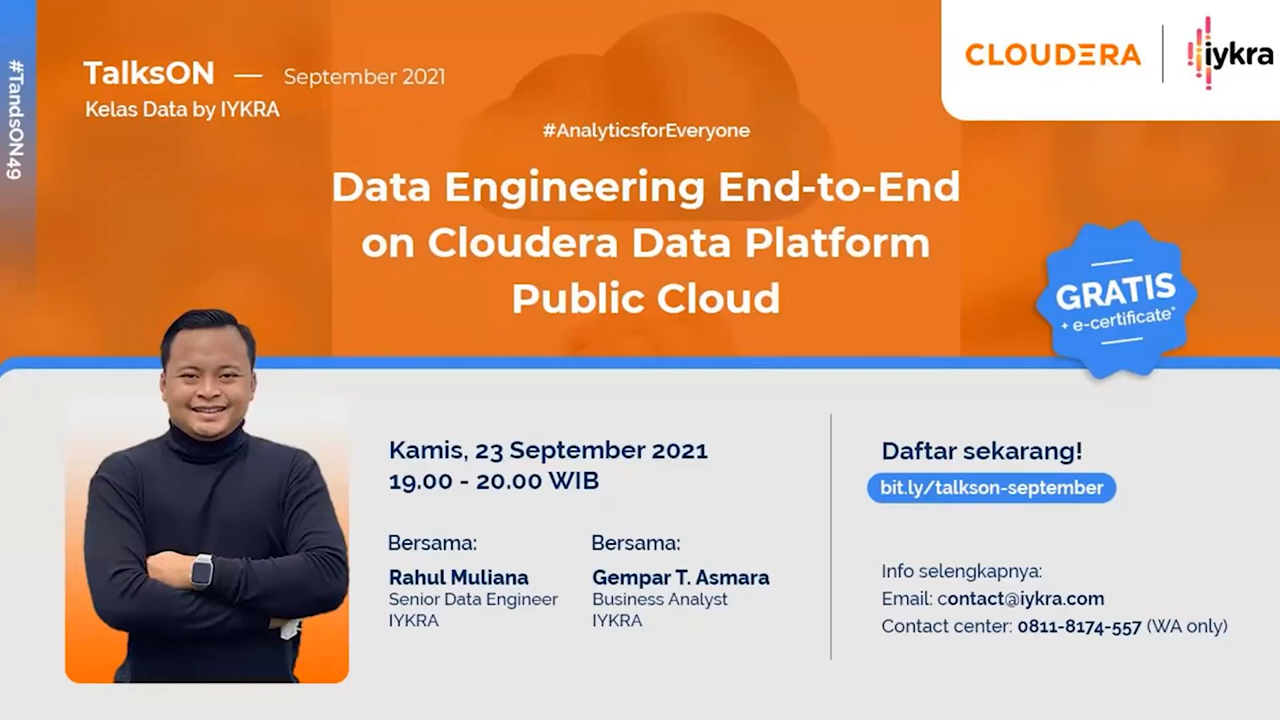 #TandsON49
TalksON — September 2021
Kelas Data by IYKRA
CLOUDERA
iykra
#AnalyticsforEveryone
Data Engineering End-to-End
on Cloudera Data Platform
Public Cloud
GRATIS
+ e-certificate*
Kamis, 23 September 2021
19.00 - 20.00 WIB
Bersama:
Rahul Muliana
Senior Data Engineer
IYKRA
Bersama:
Gempar T. Asmara
Business Analyst
IYKRA
Daftar sekarang!
bit.ly/talkson-september
Info selengkapnya:
Email: contact@iykra.com
Contact center: 0811-8174-557 (WA only)